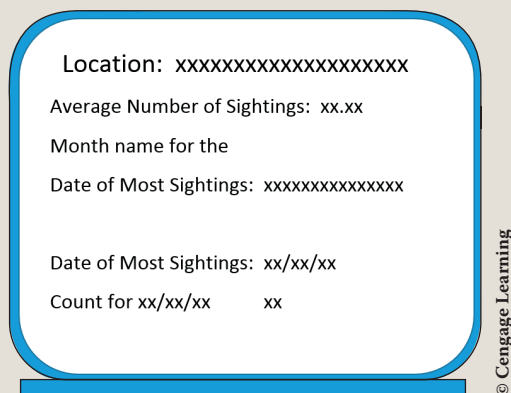 Location: xxxxxxxxxxxxxxxxxxxx
Average Number of Sightings: xx.xx
Month name for the
Date of Most Sightings: xxxxxxxxxxxxxxx
Date of Most Sightings: xx/xx/xx
Count for xx/xx/xx xx
© Cengage Learning